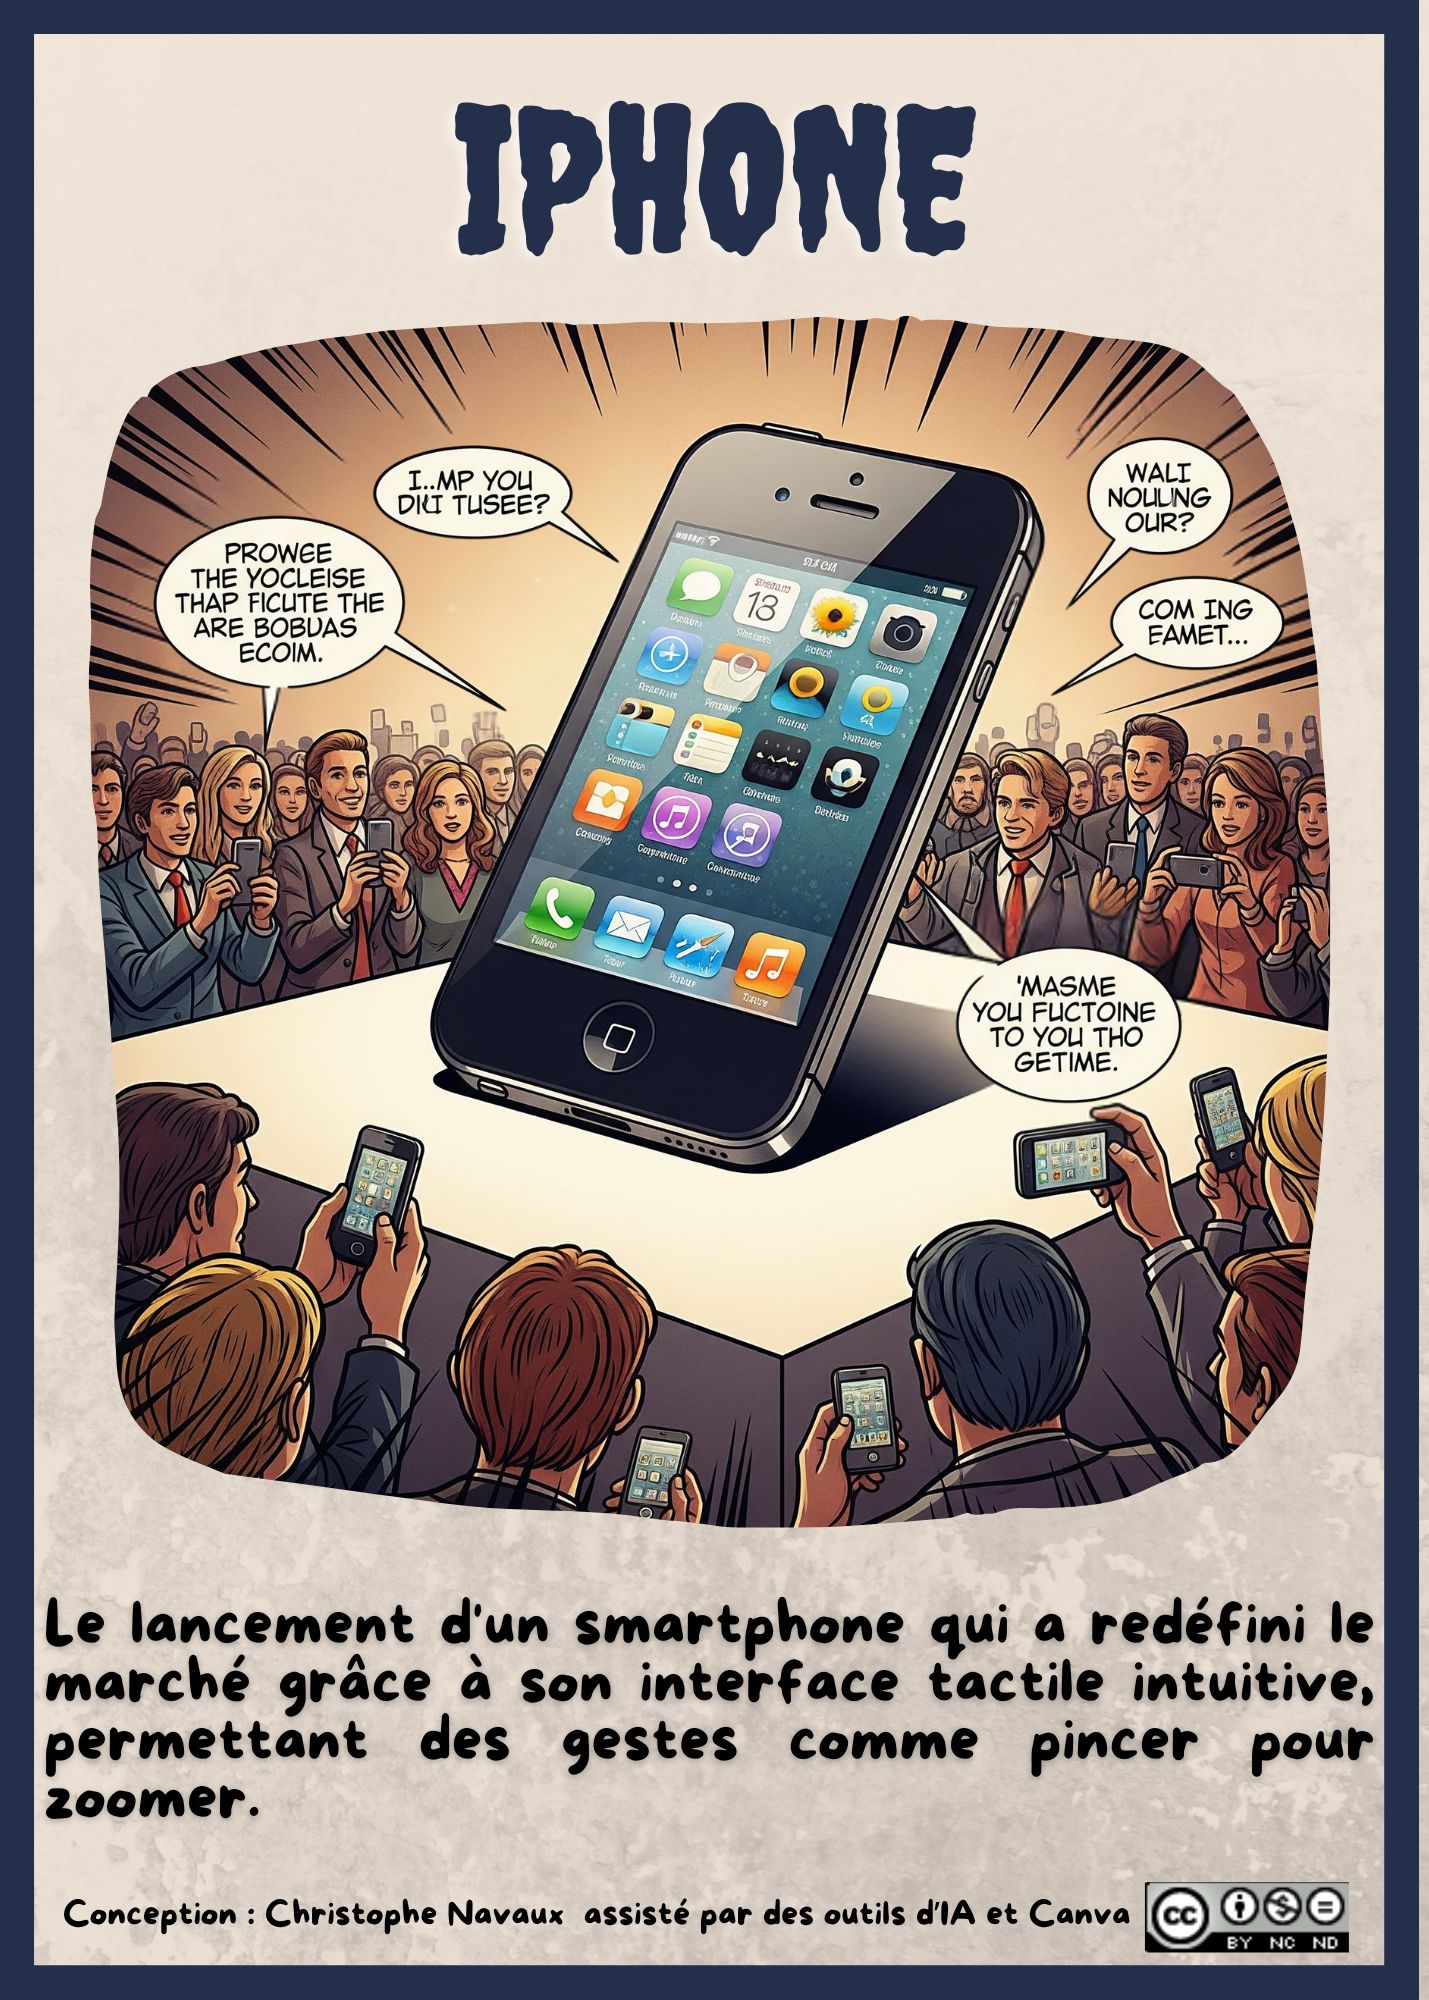 IPHONE
I..MP YOU
DIKI TUSEE?
WALI
NOULING
OUR?
PROWEE
THE YOCLEISE
THAP FICUTE THE
ARE BOBUAS
ECOIM.
COM ING
EAMET...
18
'MASME
YOU FUCTOINE
TO YOU THO
GETIME.
Le lancement d'un smartphone qui a redéfini le
marché grâce à son interface tactile intuitive,
permettant des gestes comme pincer pour
zoomer.
Conception : Christophe Navaux assisté par des outils d'IA et Canva
cc
BY NC ND